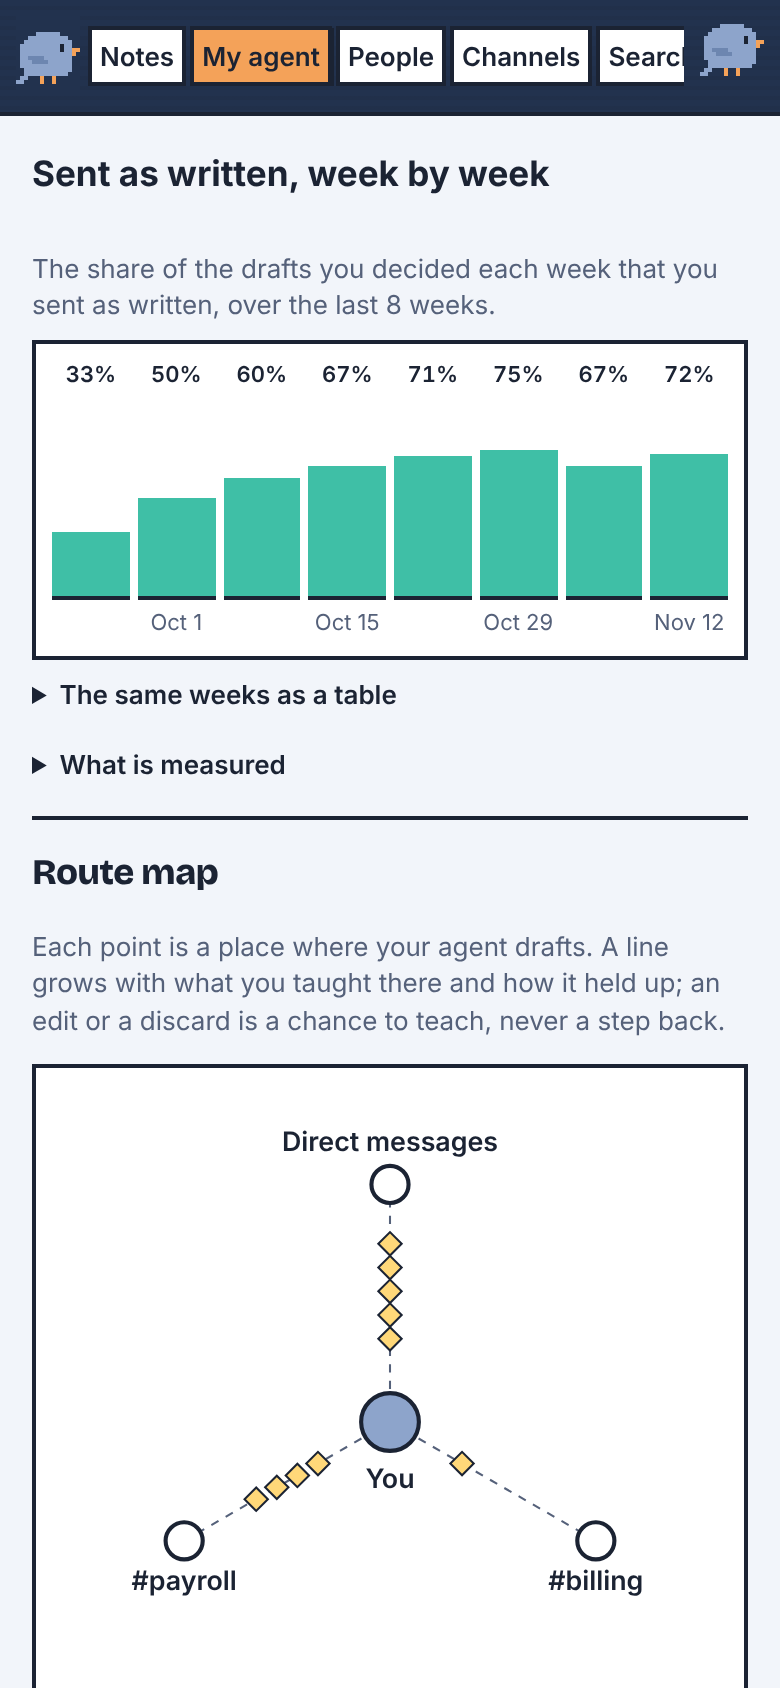 Notes
My agent
People
Channels
Search
Sent as written, week by week
The share of the drafts you decided each week that you
sent as written, over the last 8 weeks.
33% 50% 60% 67% 71% 75% 67% 72%
Oct 1 Oct 15 Oct 29 Nov 12
The same weeks as a table
What is measured
Route map
Each point is a place where your agent drafts. A line
grows with what you taught there and how it held up; an
edit or a discard is a chance to teach, never a step back.
Direct messages
You
#payroll
#billing